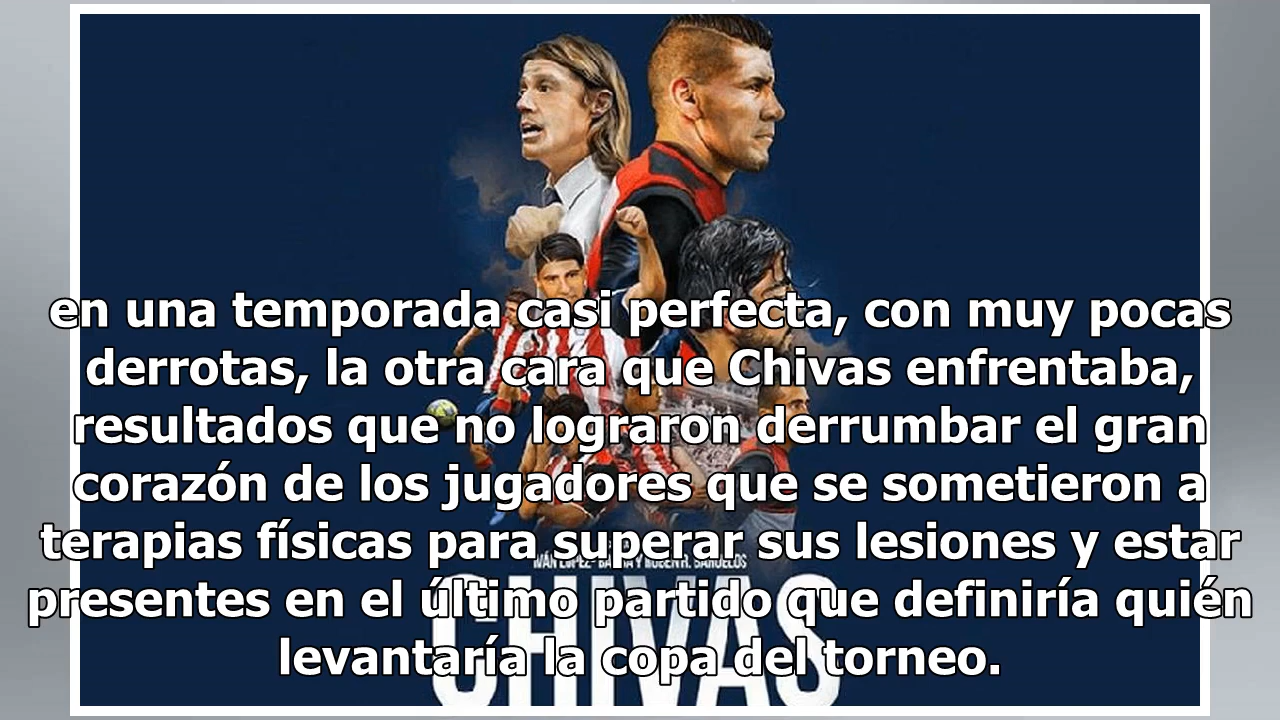 en una temporada casi perfecta, con muy pocas
derrotas, la otra cara que Chivas enfrentaba,
resultados que no lograron derrumbar el gran
corazón de los jugadores que se sometieron a
terapias físicas para superar sus lesiones y estar
presentes en el último partido que definiría quién
levantaría la copa del torneo.
CHIVAS